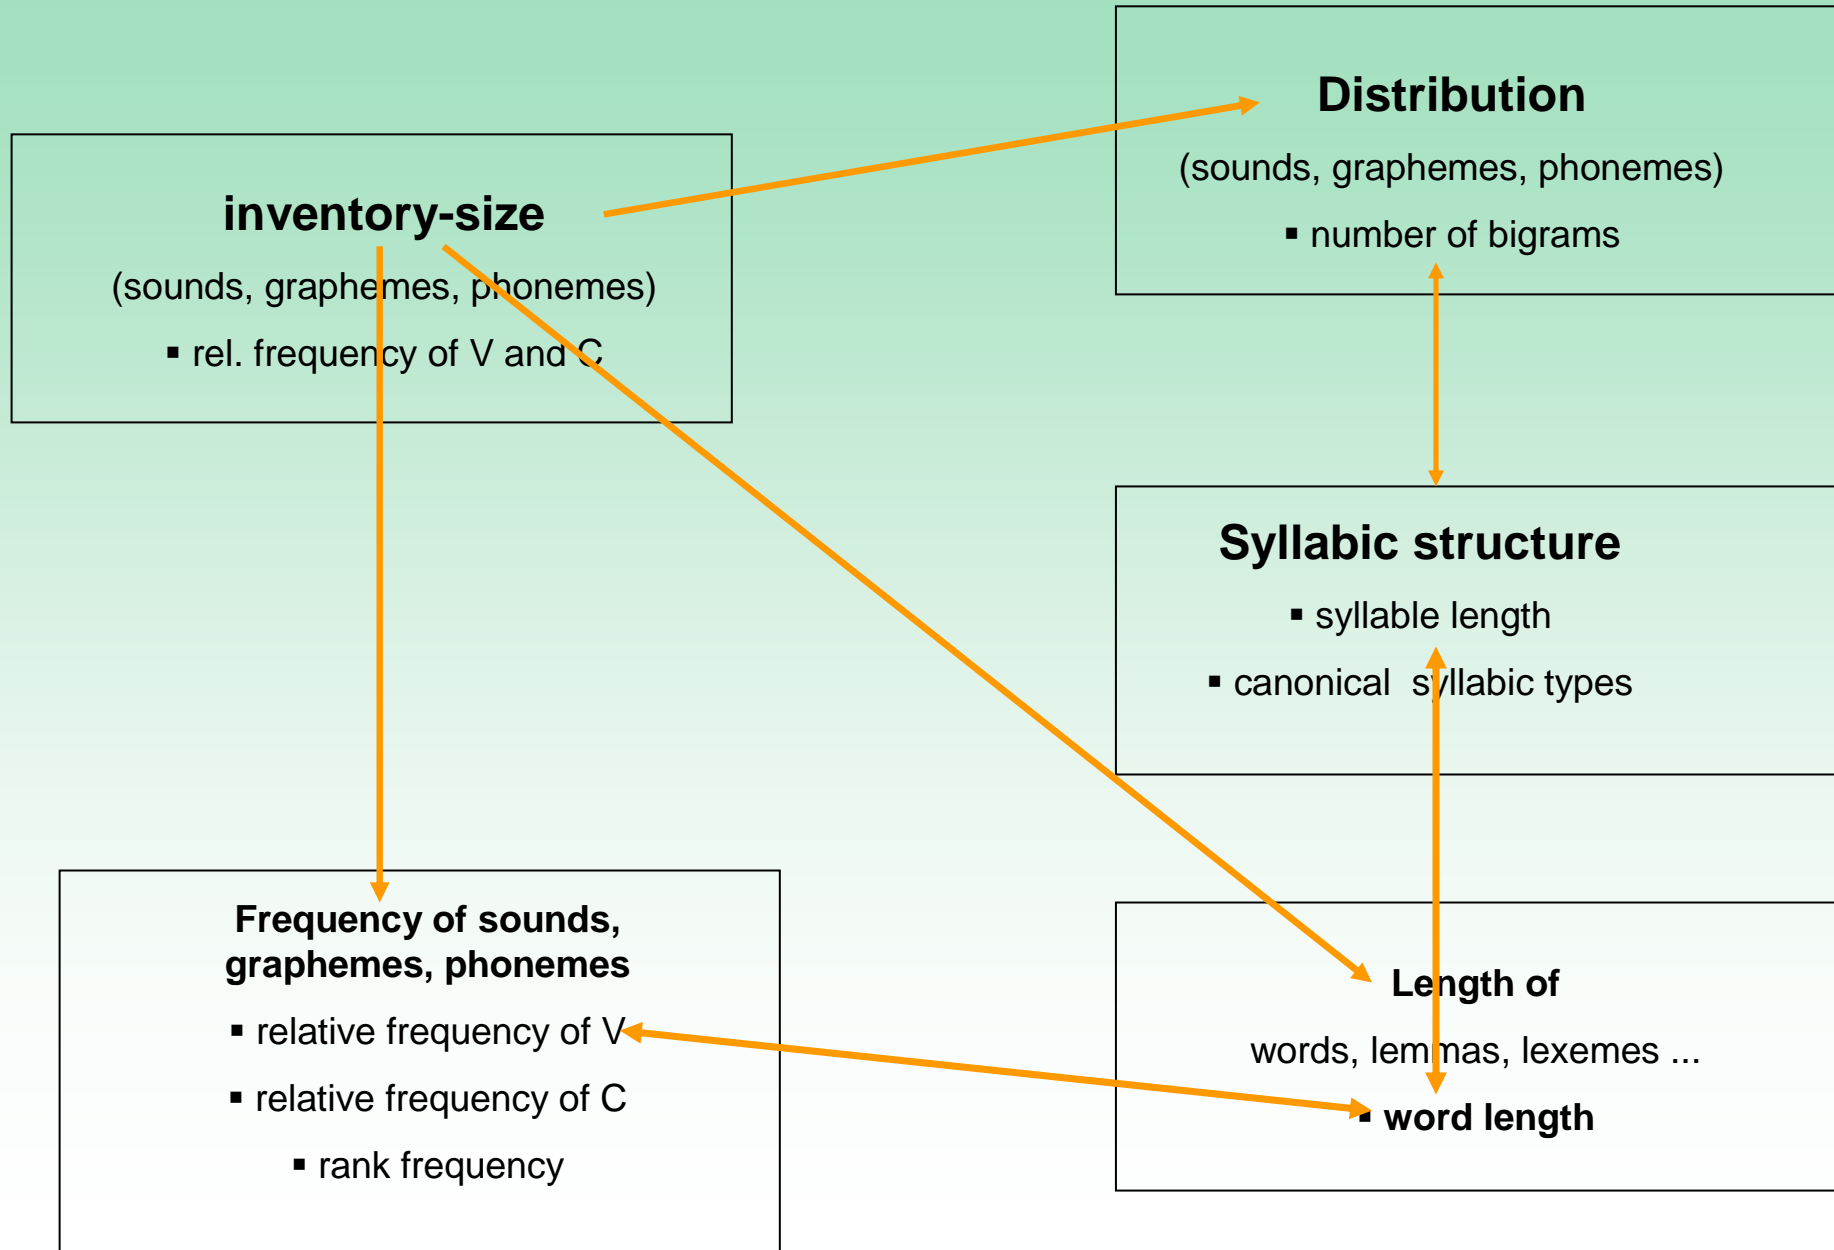 inventory-size
(sounds, graphemes, phonemes)
▪ rel. frequency of V and C
Distribution
(sounds, graphemes, phonemes)
▪ number of bigrams
Syllabic structure
▪ syllable length
▪ canonical syllabic types
Frequency of sounds,
graphemes, phonemes
▪ relative frequency of V
▪ relative frequency of C
▪ rank frequency
Length of
words, lemmas, lexemes ...
▪ word length